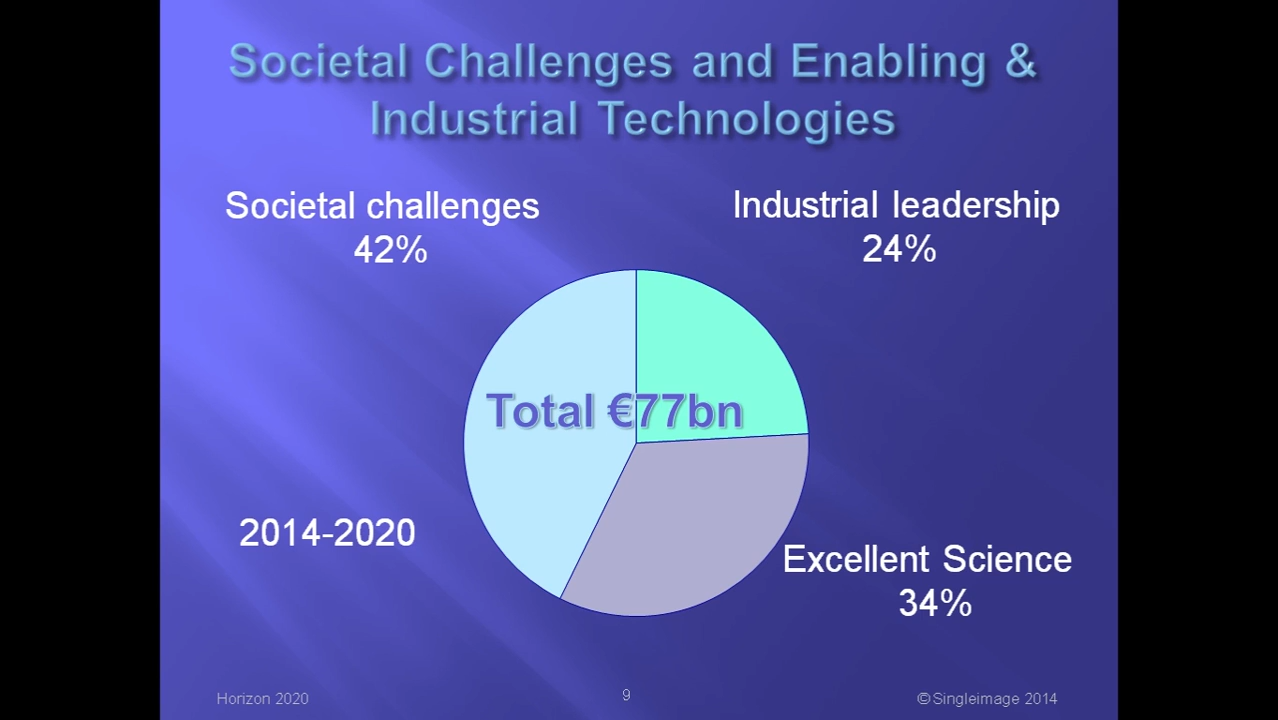 Societal Challenges and Enabling &
Industrial Technologies
Societal challenges
42%
Industrial leadership
24%
Total €77bn
2014-2020
Excellent Science
34%
Horizon 2020
9
©Singleimage 2014